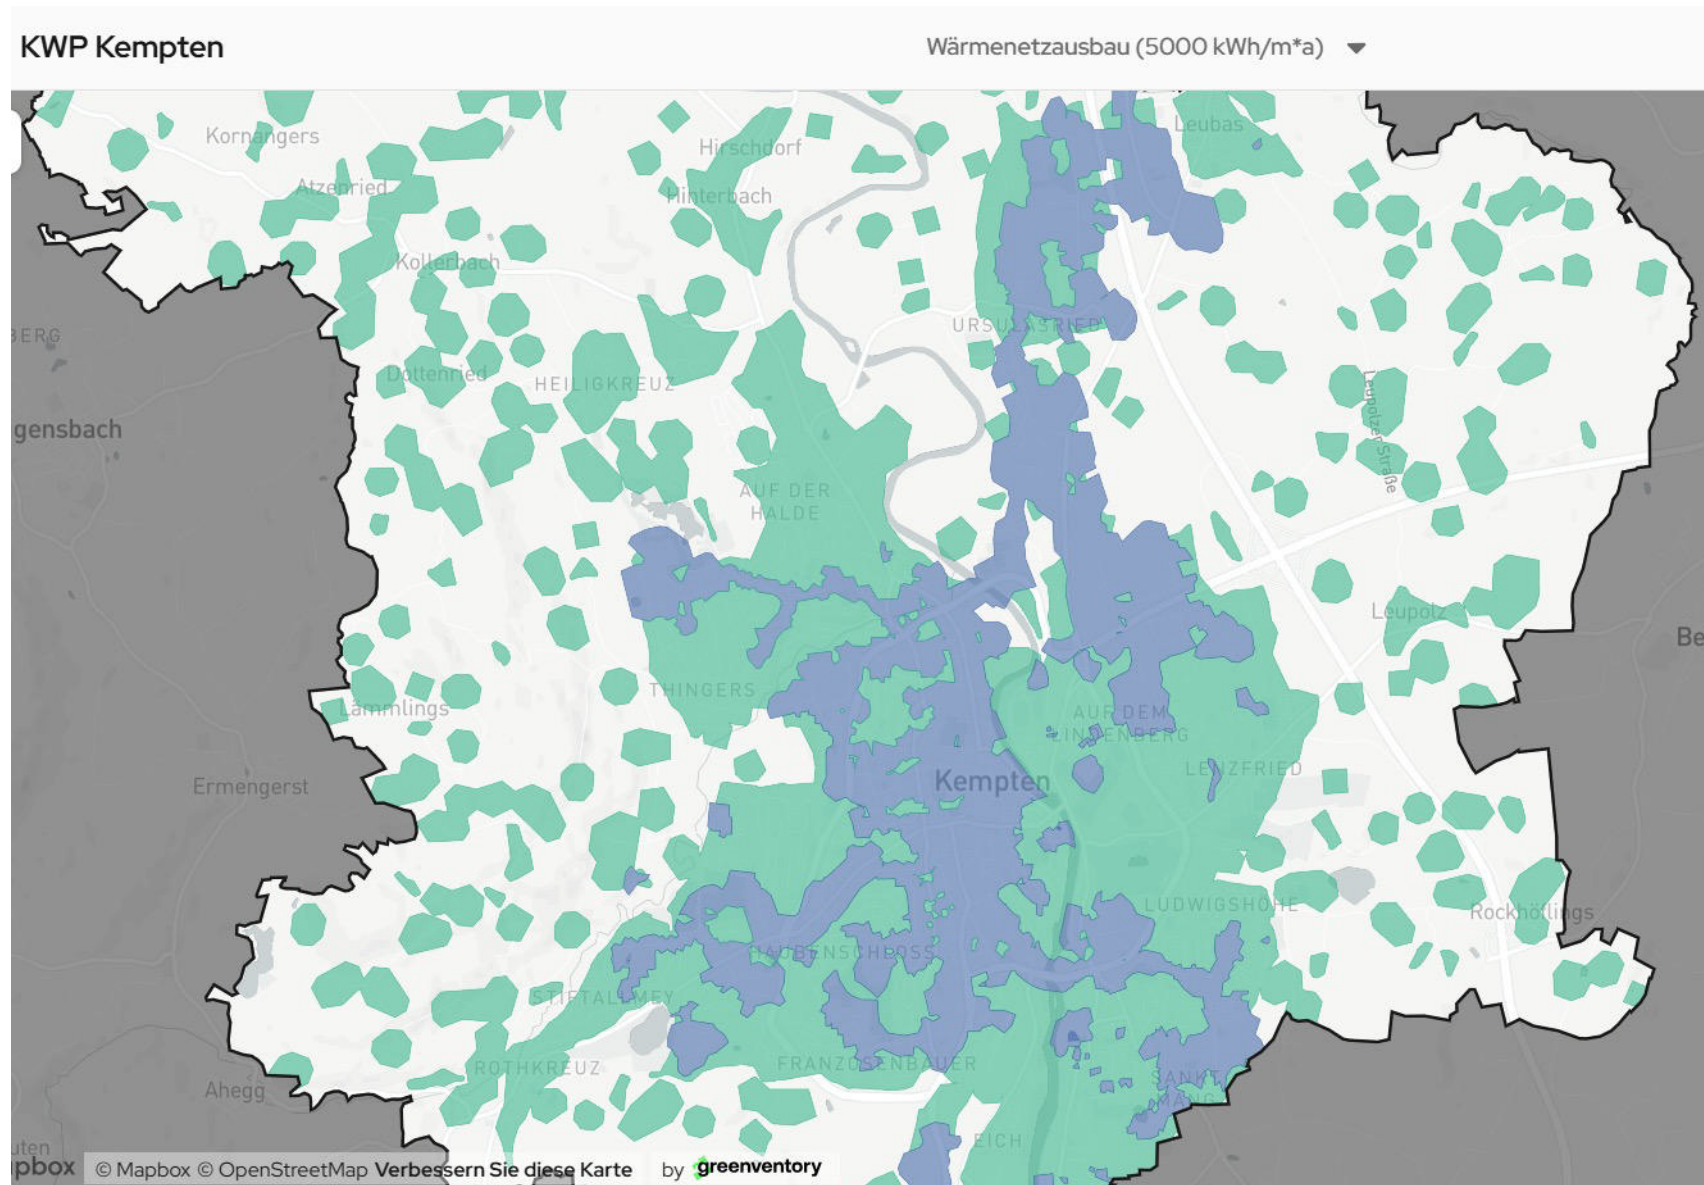 KWP Kempten
Wärmenetzausbau (5000 kWh/m*a)
Kornangers
Leubas
Hirschdorf
Atzenried
Hinterbach
Kollerbach
BERG
URSULASRIED
Dottenried
HEILIGKREUZ
Leupolzer Straße
gensbach
AUF DER
HALDE
Leupolz
Be
THINGERS
Lämmlings
AUF DEM
LINDENBERG
LENZFRIED
Kempten
Ermengerst
LUDWIGSHÖHE
Rockhöflings
HAUBENSCHLOSS
STIFTALLMEY
FRANZOSENBAUER
ROTHKREUZ
SANKT
MANG
Ahegg
EICH
uten
pbox © Mapbox © OpenStreetMap Verbessern Sie diese Karte by greenventory